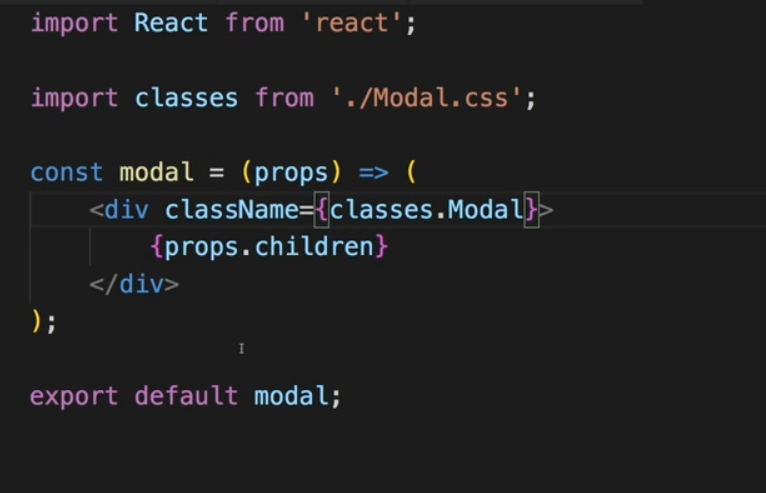 import React from 'react';
import classes from './Modal.css';
const modal = (props) => (
<div className={classes.Modal}>
{props.children}
</div>
);
export default modal;